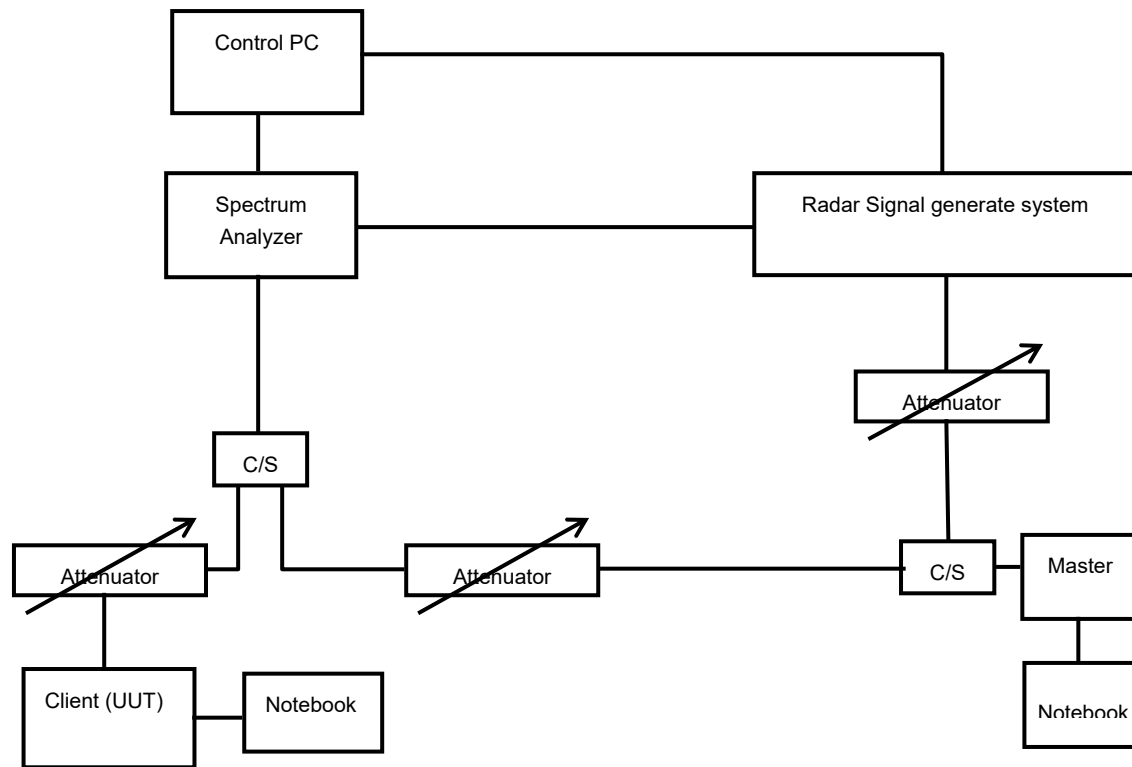 Control PC
Spectrum
Analyzer
Radar Signal generate system
Attenuator
C/S
Attenuator
Attenuator
C/S
Master
Client (UUT)
Notebook
Notebook